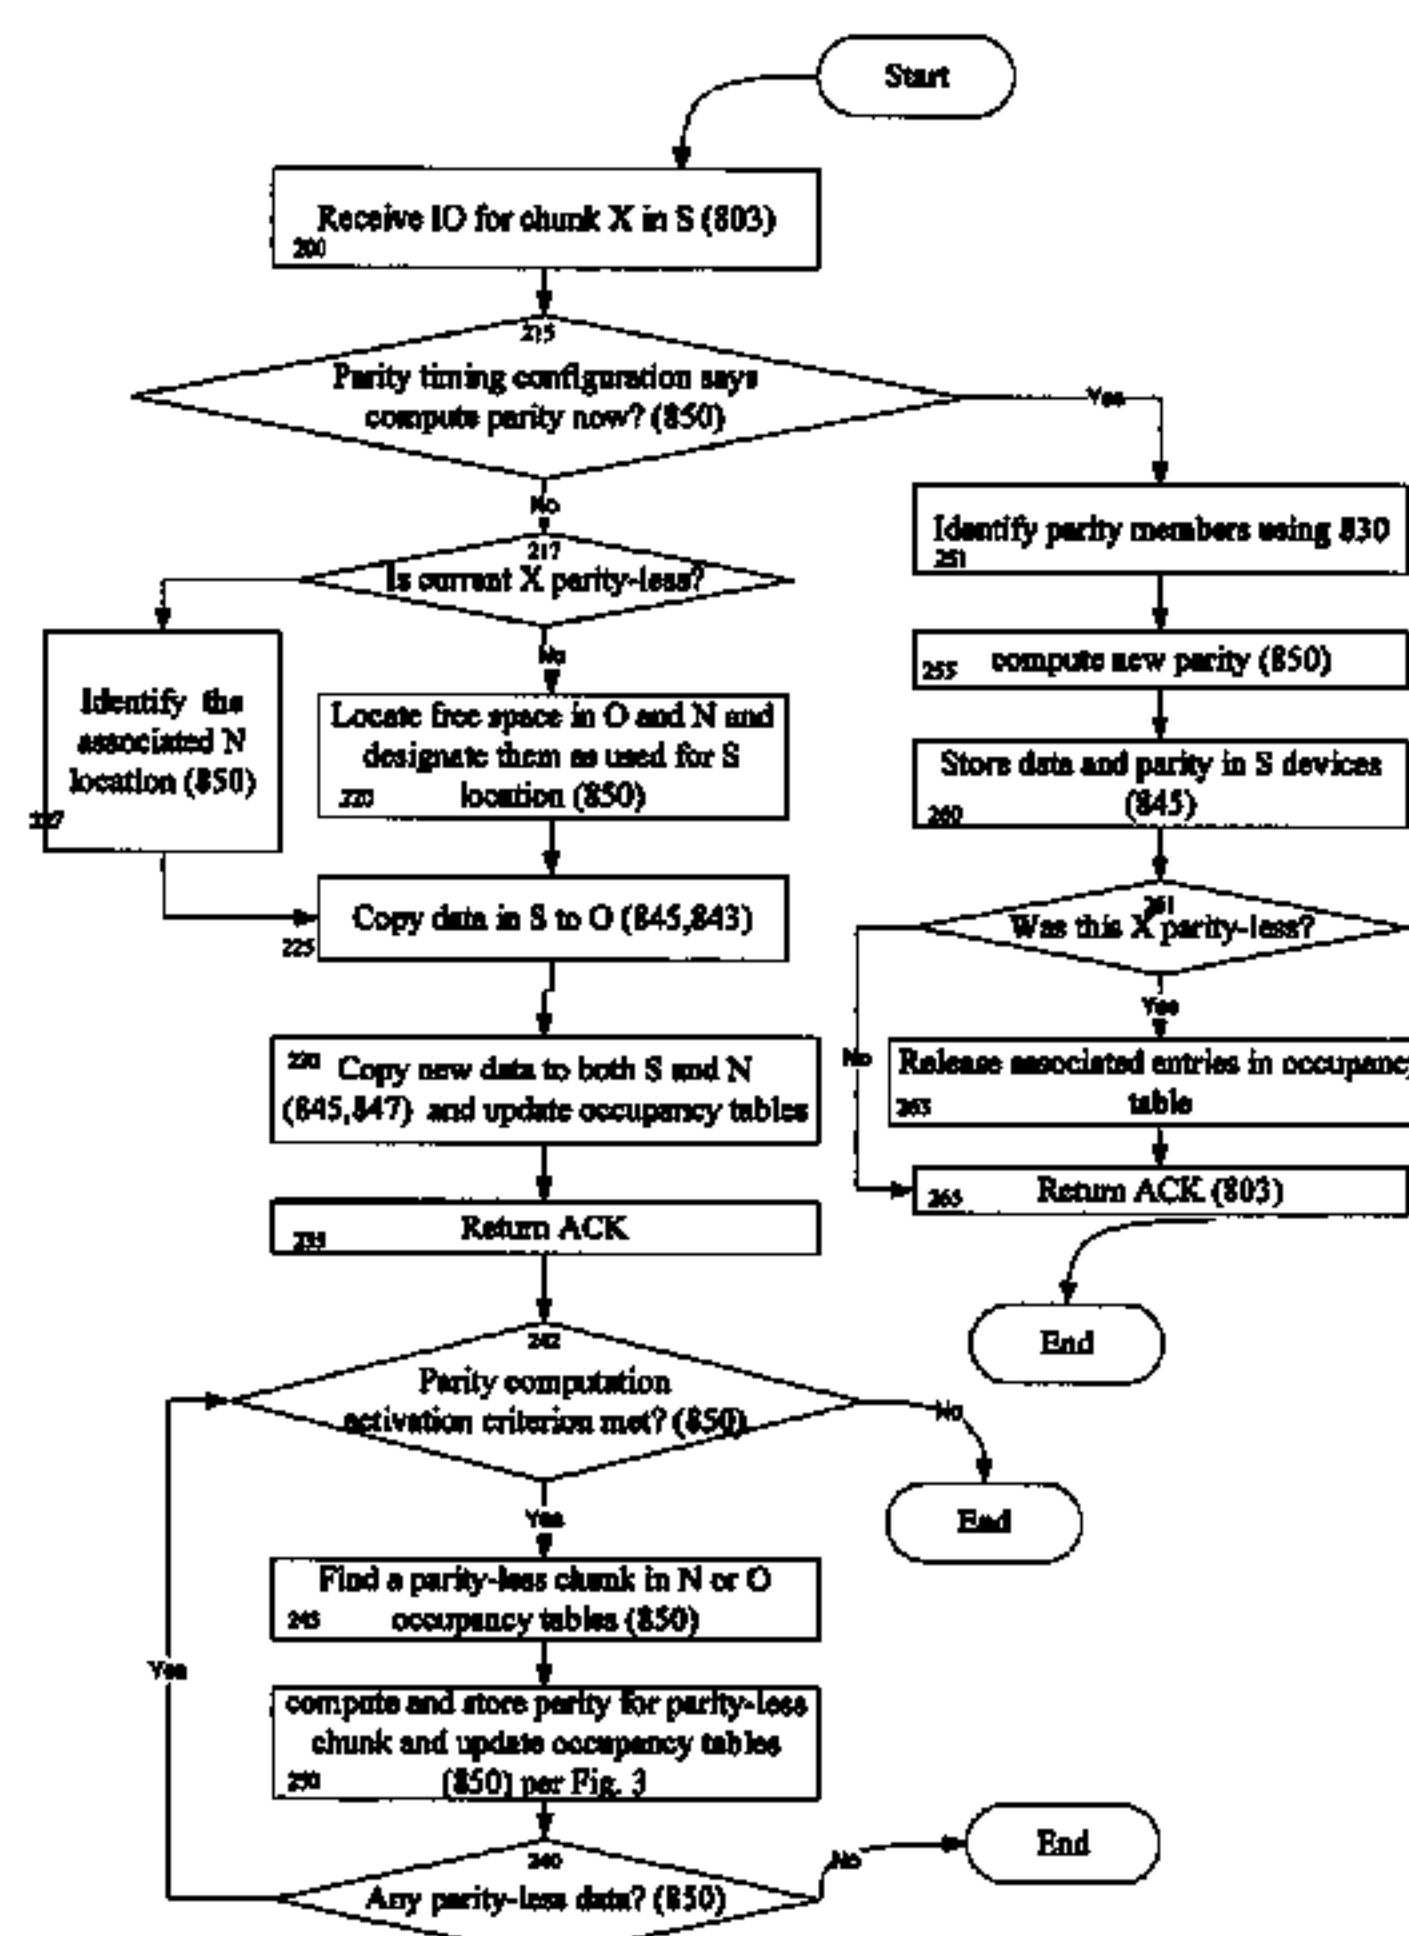 Start
Receive IO for chunk X in S (803)
200
215
Parity timing configuration says
compute parity now? (850)
Yes
No
217
Is current X parity-less?
Identify parity members using 830
251
No
compute new parity (850)
255
Identify the
associated N
location (850)
Locate free space in O and N and
designate them as used for S
location (850)
220
Store data and parity in S devices
(845)
260
Copy data in S to O (845,843)
225
261
Was this X parity-less?
Yes
No
230
Copy new data to both S and N
(845,847) and update occupancy tables
Release associated entries in occupancy
table
263
Return ACK (803)
265
Return ACK
235
End
242
Parity computation
activation criterion met? (850)
No
End
Yes
Find a parity-less chunk in N or O
occupancy tables (850)
245
Yes
compute and store parity for parity-less
chunk and update occupancy tables
(850) per Fig. 3
250
240
Any parity-less data? (850)
No
End